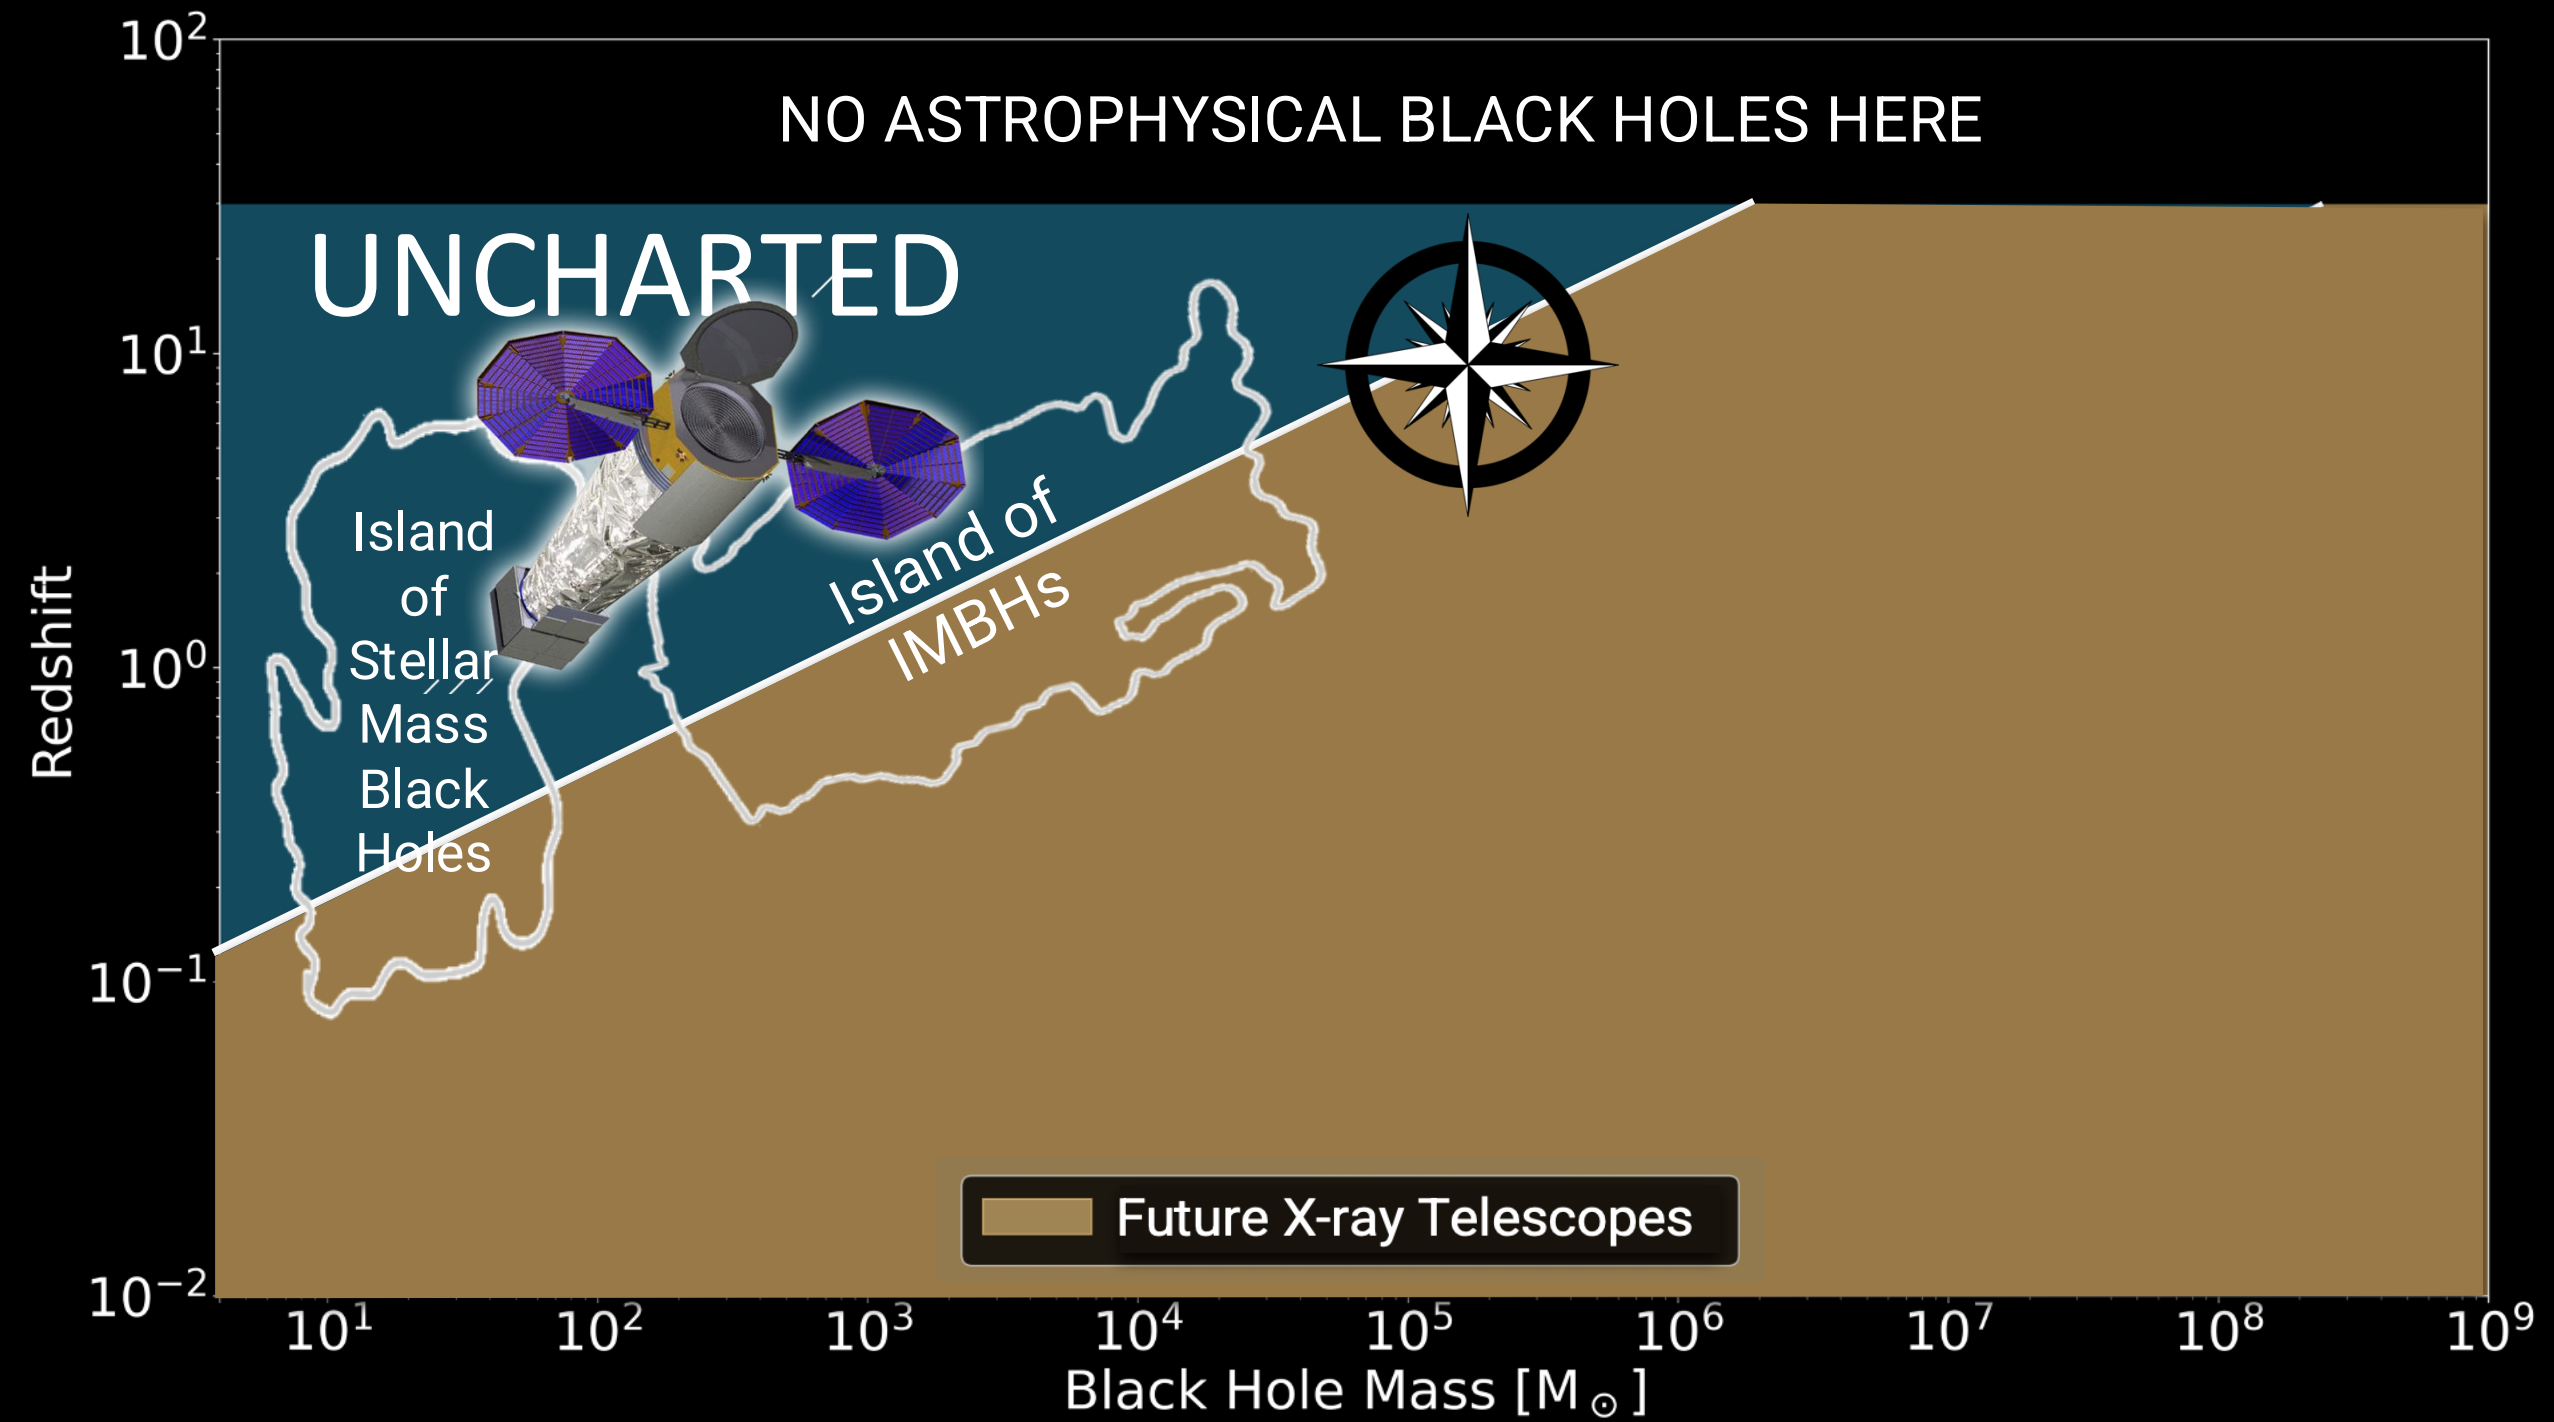 10²
NO ASTROPHYSICAL BLACK HOLES HERE
UNCHARTED
10¹
Island
of
Stellar
Mass
Black
Holes
Island of
IMBHs
Redshift
10⁰
10⁻¹
10⁻²
Future X-ray Telescopes
10¹ 10² 10³ 10⁴ 10⁵ 10⁶ 10⁷ 10⁸ 10⁹
Black Hole Mass [M⊙]